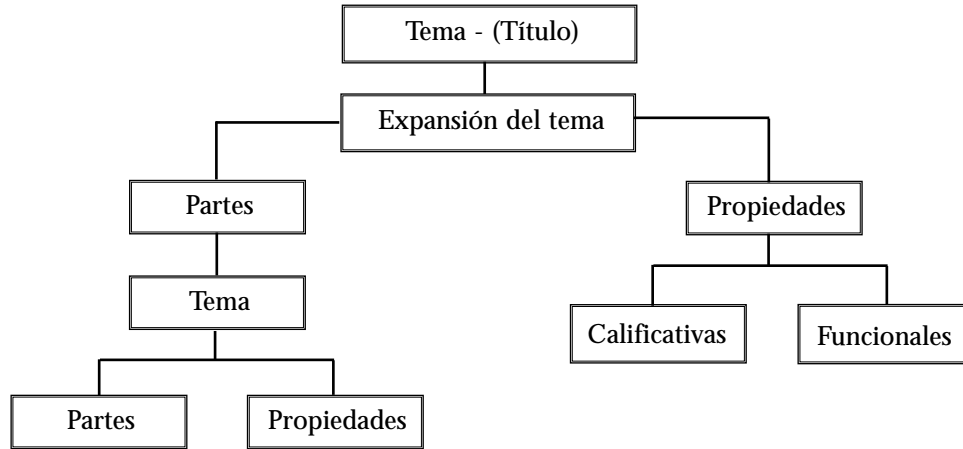 Tema - (Título)
Expansión del tema
Partes
Propiedades
Tema
Calificativas
Funcionales
Partes
Propiedades